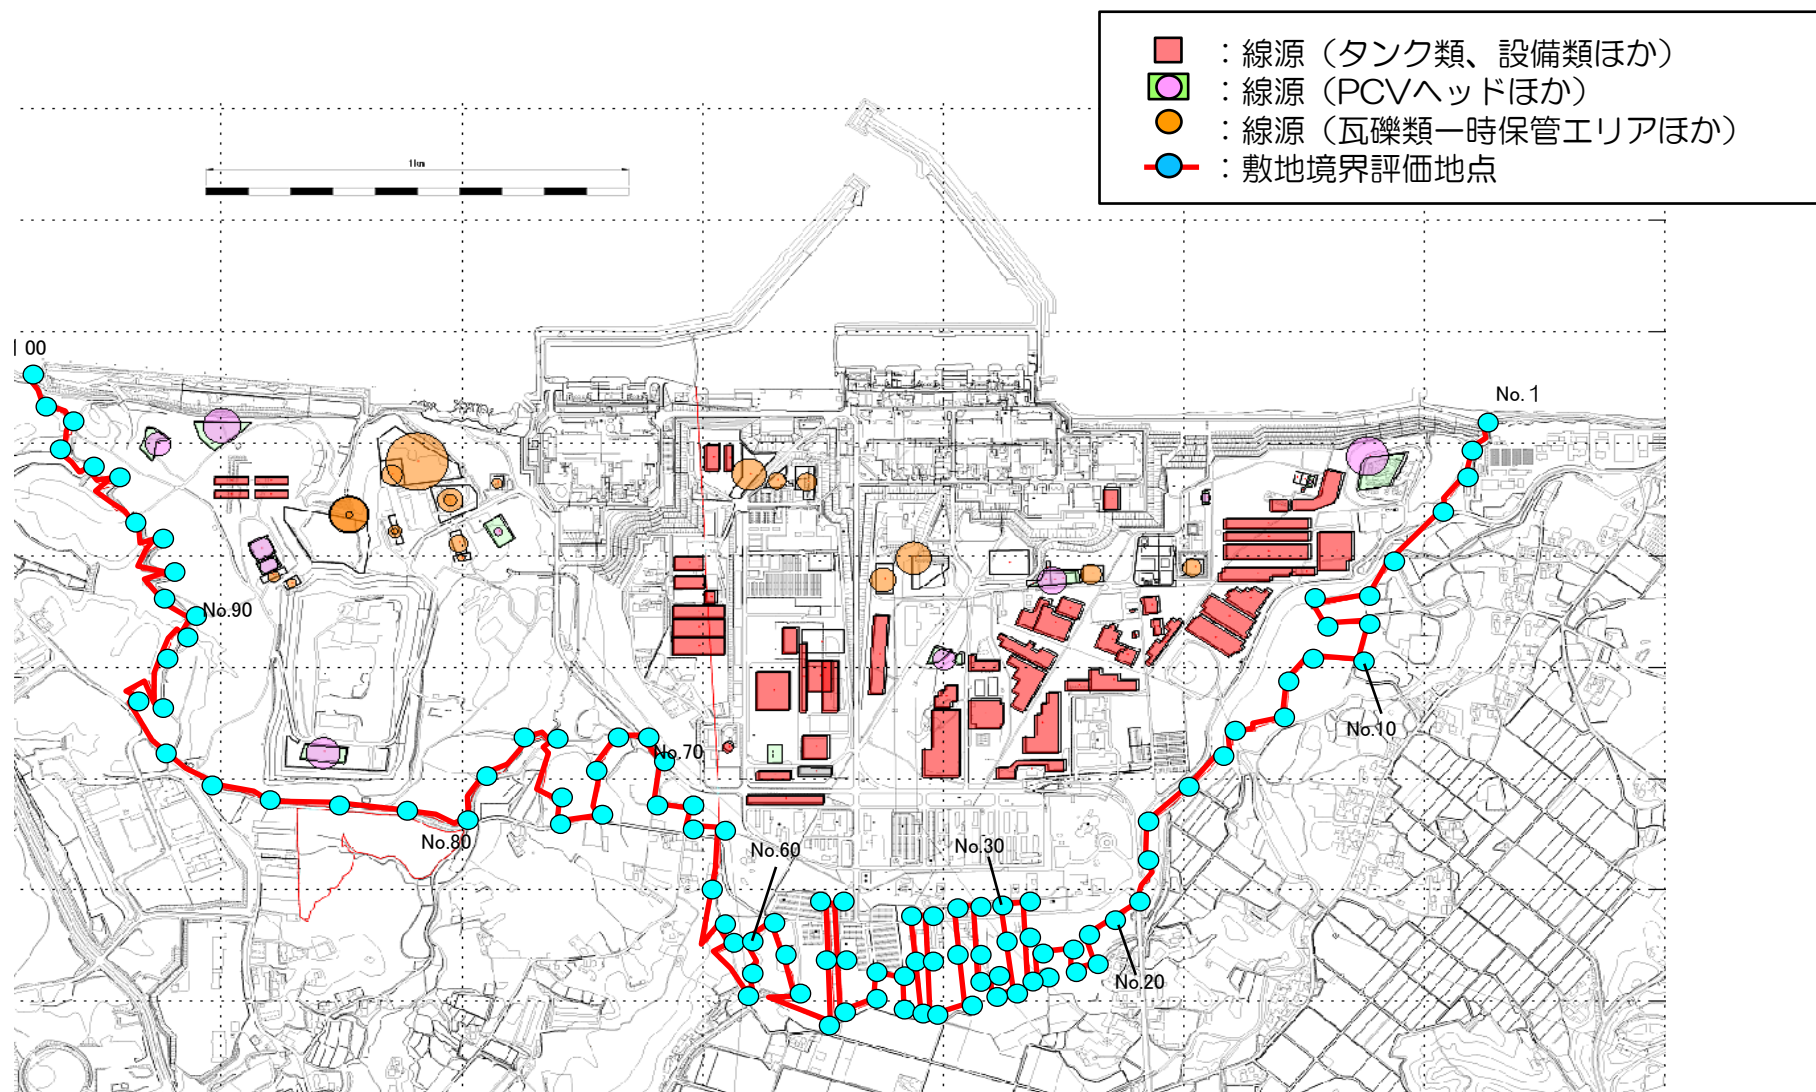 ：線源（タンク類、設備類ほか）
：線源（PCVヘッドほか）
：線源（瓦礫類一時保管エリアほか）
：敷地境界評価地点
1km
00
No. 1
No.90
No.10
No.70
No.80
No.60
No.30
No.20